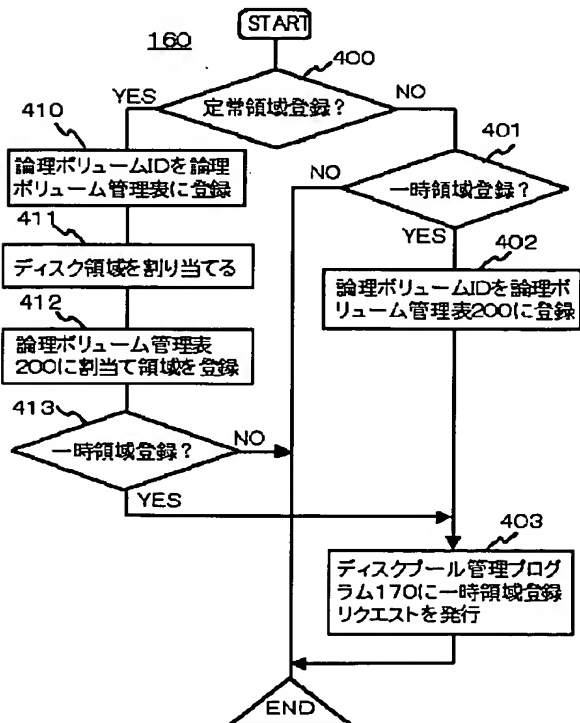 START
160
400
定常領域登録？
YES
NO
410
論理ボリュームIDを論理
ボリューム管理表に登録
401
一時領域登録？
NO
YES
411
ディスク領域を割り当てる
402
論理ボリュームIDを論理ボ
リューム管理表200に登録
412
論理ボリューム管理表
200に割当て領域を登録
413
一時領域登録？
NO
YES
403
ディスクプール管理プログ
ラム170に一時領域登録
リクエストを発行
END